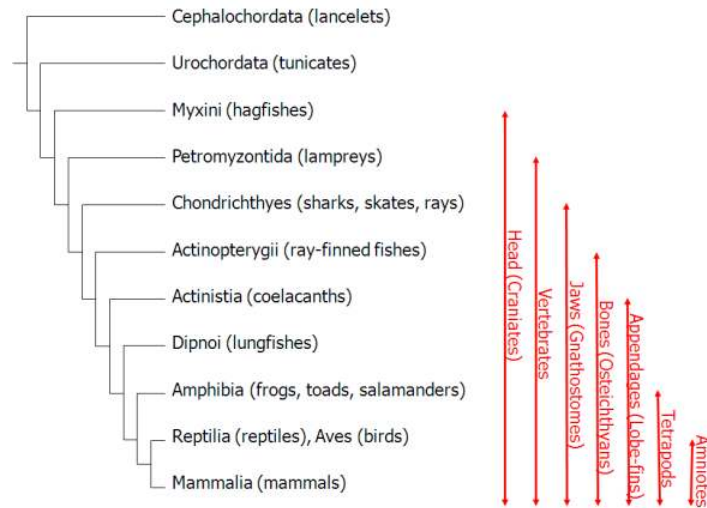 Cephalochordata (lancelets)
Urochordata (tunicates)
Myxini (hagfishes)
Petromyzontida (lampreys)
Chondrichthyes (sharks, skates, rays)
Actinopterygii (ray-finned fishes)
Actinistia (coelacanths)
Dipnoi (lungfishes)
Amphibia (frogs, toads, salamanders)
Reptilia (reptiles), Aves (birds)
Mammalia (mammals)
Head (Craniates)
Vertebrates
Jaws (Gnathostomes)
Bones (Osteichthyans)
Appendages (Lobe-fins)
Tetrapods
Amniotes